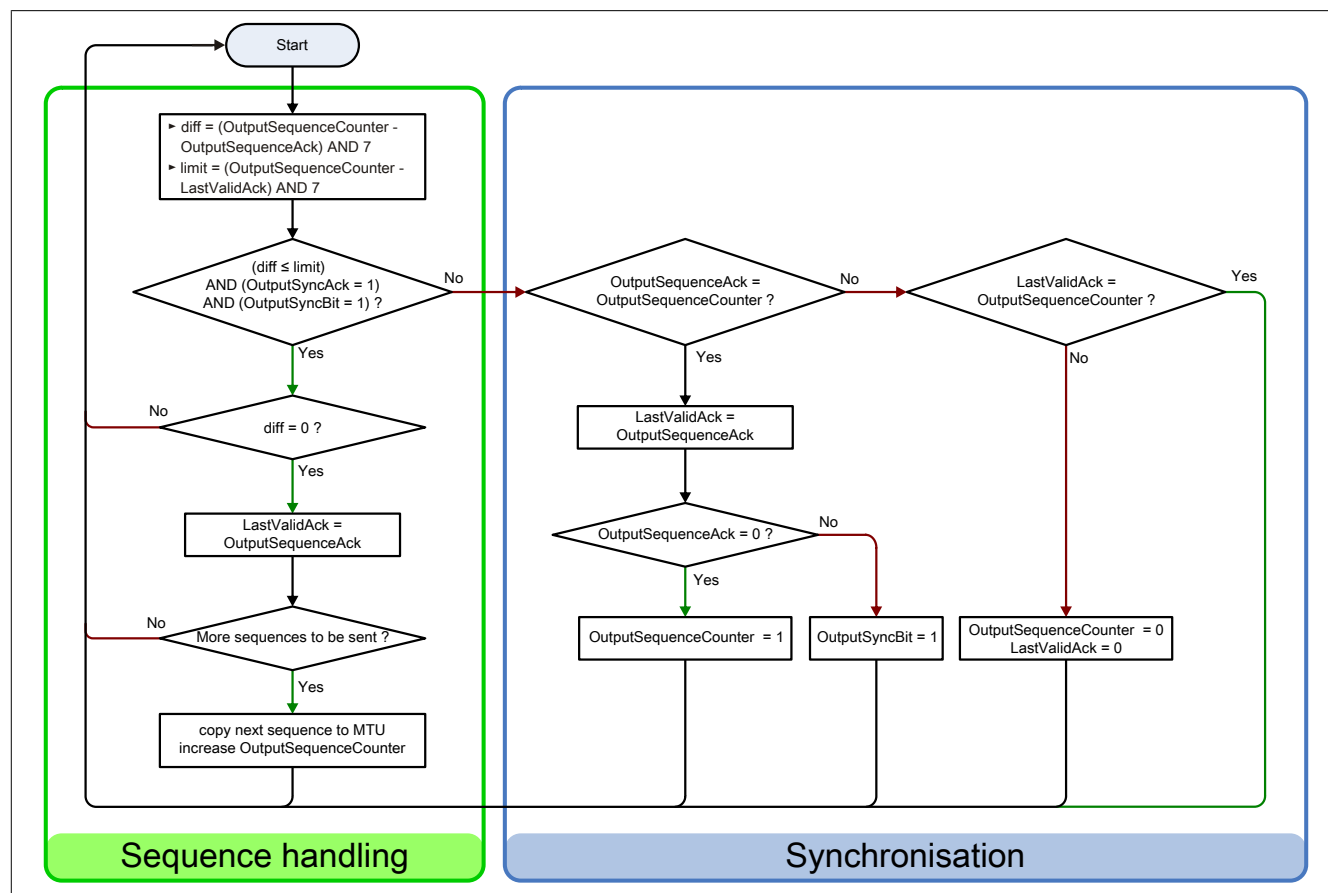 Start
► diff = (OutputSequenceCounter -
OutputSequenceAck) AND 7
► limit = (OutputSequenceCounter -
LastValidAck) AND 7
(diff ≤ limit)
AND (OutputSyncAck = 1)
AND (OutputSyncBit = 1) ?
No
Yes
diff = 0 ?
No
Yes
LastValidAck =
OutputSequenceAck
More sequences to be sent ?
No
Yes
copy next sequence to MTU
increase OutputSequenceCounter
Sequence handling
OutputSequenceAck =
OutputSequenceCounter ?
No
Yes
LastValidAck =
OutputSequenceAck
OutputSequenceAck = 0 ?
No
Yes
OutputSequenceCounter = 1
OutputSyncBit = 1
LastValidAck =
OutputSequenceCounter ?
Yes
No
OutputSequenceCounter = 0
LastValidAck = 0
Synchronisation